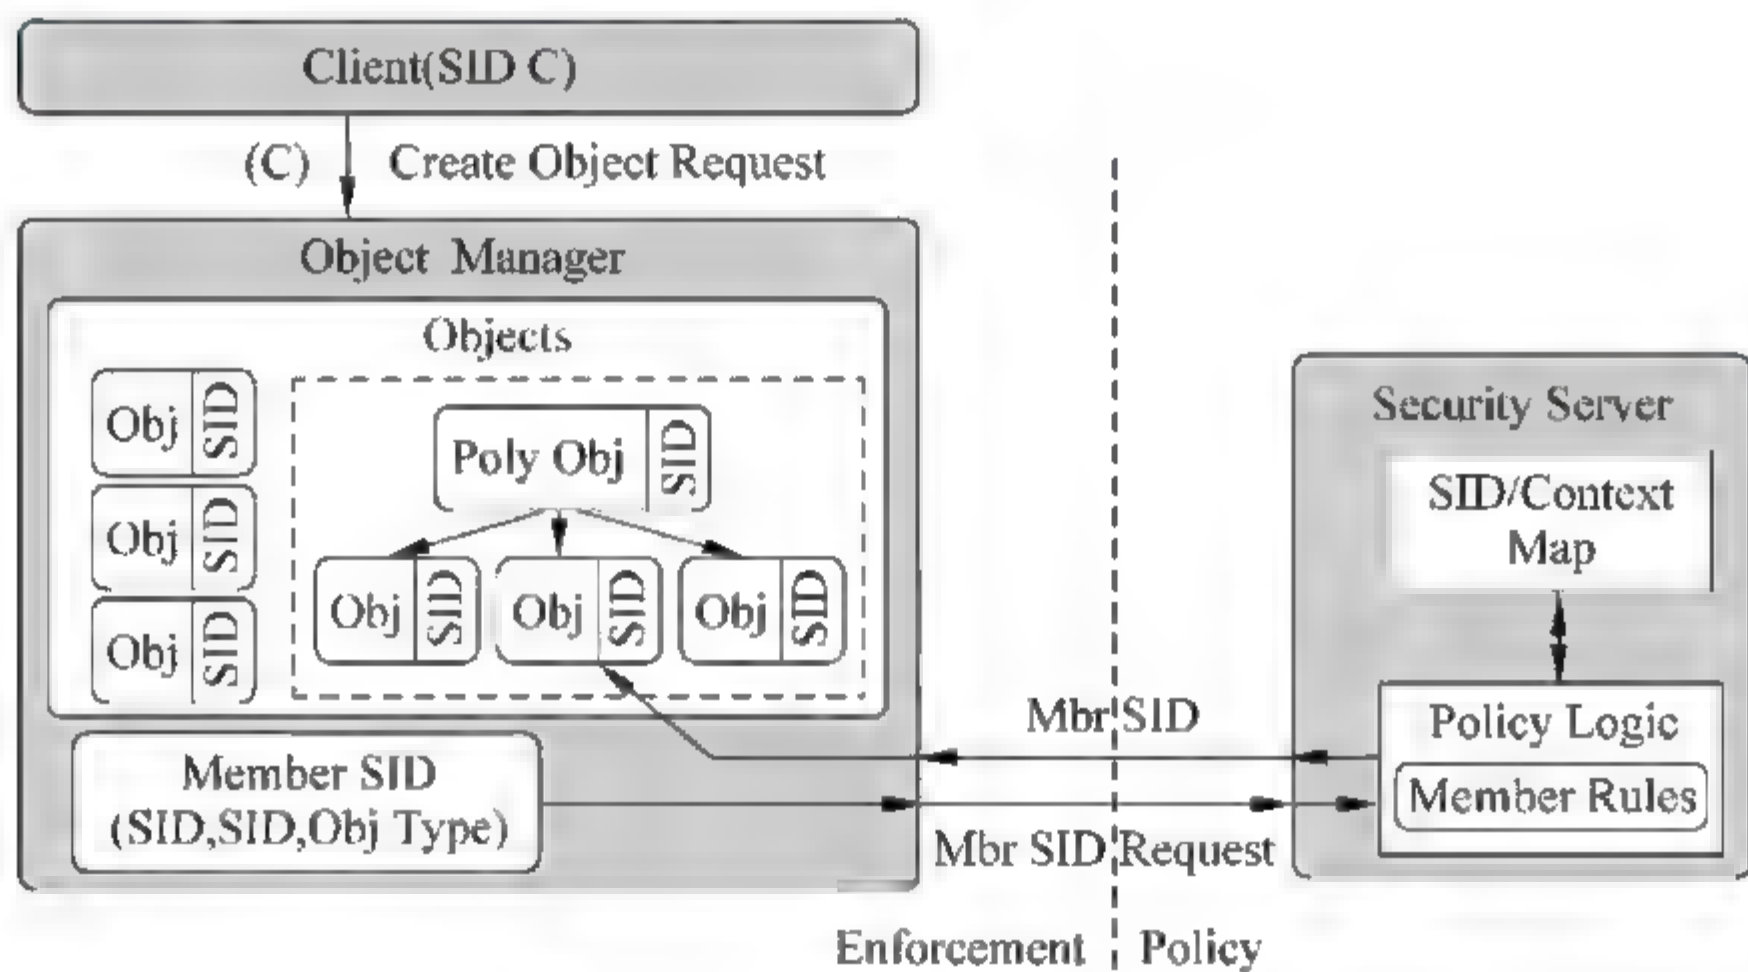 Client(SID C)
(C) Create Object Request
Object Manager
Objects
Obj SID
Obj SID
Obj SID
Poly Obj SID
Obj SID
Obj SID
Obj SID
Member SID
(SID,SID,Obj Type)
Mbr SID
Mbr SID Request
Security Server
SID/Context
Map
Policy Logic
Member Rules
Enforcement
Policy